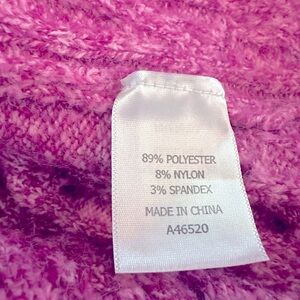 89% POLYESTER
8% NYLON
3% SPANDEX
MADE IN CHINA
A46520